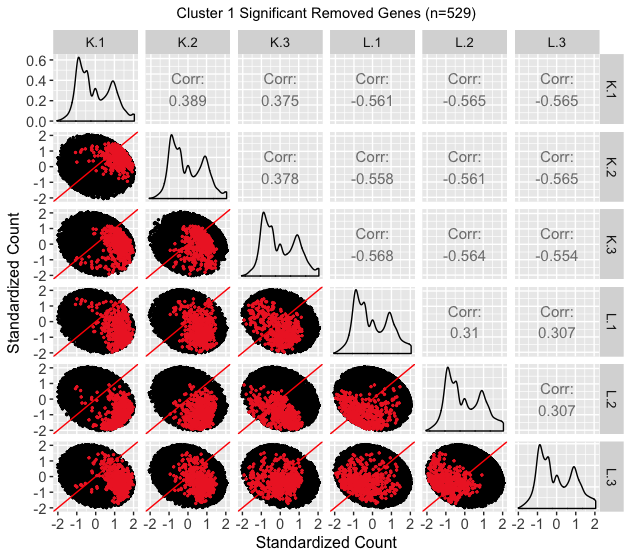 Cluster 1 Significant Removed Genes (n=529)
K.1 K.2 K.3 L.1 L.2 L.3
0.6
0.4
0.2
0.0
Corr: Corr: Corr: Corr: Corr:
0.389 0.375 -0.561 -0.565 -0.565
K.1
2
1
0
-1
-2
Corr: Corr: Corr: Corr:
0.378 -0.558 -0.561 -0.565
K.2
2
1
0
-1
-2
Corr: Corr: Corr:
-0.568 -0.564 -0.554
K.3
2
1
0
-1
-2
Corr: Corr:
0.31 0.307
L.1
2
1
0
-1
-2
Corr:
0.307
L.2
2
1
0
-1
-2
L.3
-2 -1 0 1 2 -2 -1 0 1 2 -2 -1 0 1 2 -2 -1 0 1 2 -2 -1 0 1 2 -2 -1 0 1 2
Standardized Count
Standardized Count